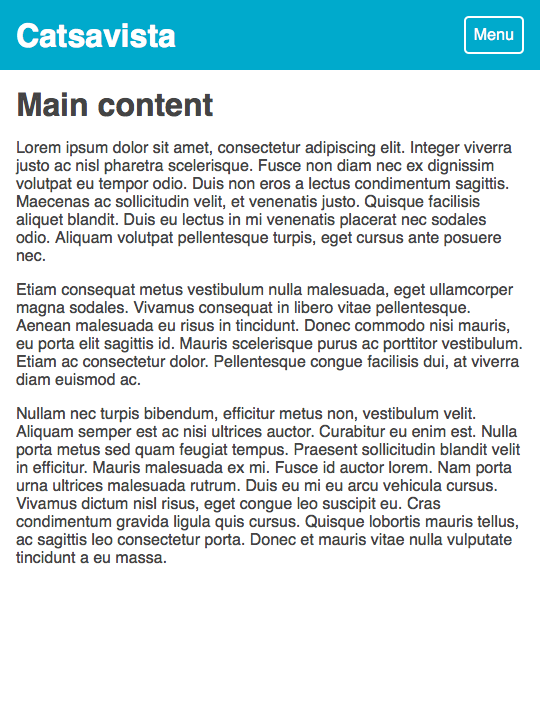 Catsavista
Menu
Main content
Lorem ipsum dolor sit amet, consectetur adipiscing elit. Integer viverra
justo ac nisl pharetra scelerisque. Fusce non diam nec ex dignissim
volutpat eu tempor odio. Duis non eros a lectus condimentum sagittis.
Maecenas ac sollicitudin velit, et venenatis justo. Quisque facilisis
aliquet blandit. Duis eu lectus in mi venenatis placerat nec sodales
odio. Aliquam volutpat pellentesque turpis, eget cursus ante posuere
nec.
Etiam consequat metus vestibulum nulla malesuada, eget ullamcorper
magna sodales. Vivamus consequat in libero vitae pellentesque.
Aenean malesuada eu risus in tincidunt. Donec commodo nisi mauris,
eu porta elit sagittis id. Mauris scelerisque purus ac porttitor vestibulum.
Etiam ac consectetur dolor. Pellentesque congue facilisis dui, at viverra
diam euismod ac.
Nullam nec turpis bibendum, efficitur metus non, vestibulum velit.
Aliquam semper est ac nisi ultrices auctor. Curabitur eu enim est. Nulla
porta metus sed quam feugiat tempus. Praesent sollicitudin blandit velit
in efficitur. Mauris malesuada ex mi. Fusce id auctor lorem. Nam porta
urna ultrices malesuada rutrum. Duis eu mi eu arcu vehicula cursus.
Vivamus dictum nisl risus, eget congue leo suscipit eu. Cras
condimentum gravida ligula quis cursus. Quisque lobortis mauris tellus,
ac sagittis leo consectetur porta. Donec et mauris vitae nulla vulputate
tincidunt a eu massa.